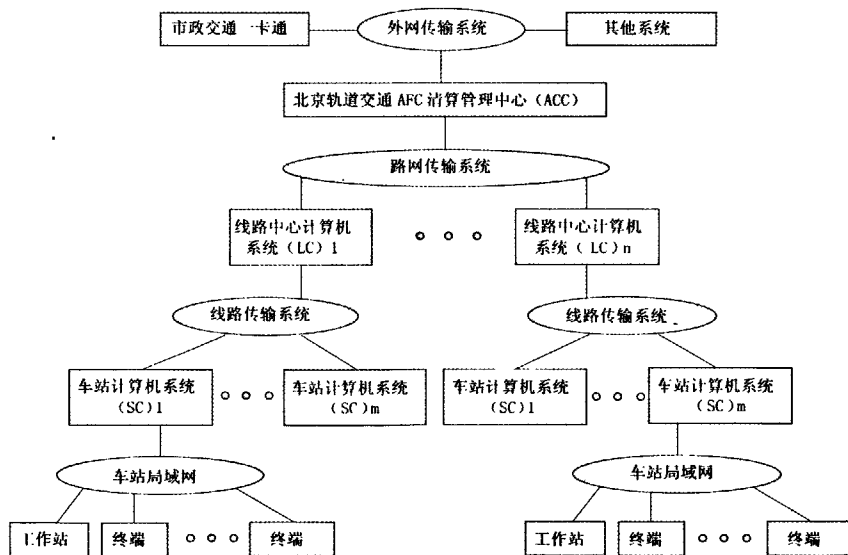 市政交通一卡通
外网传输系统
其他系统
北京轨道交通 AFC 清算管理中心（ACC）
路网传输系统
线路中心计算机
系统（LC）1
线路中心计算机
系统（LC）n
线路传输系统
线路传输系统
车站计算机系统
(SC)1
车站计算机系统
(SC)m
车站计算机系统
(SC)1
车站计算机系统
(SC)m
车站局域网
车站局域网
工作站
终端
终端
工作站
终端
终端